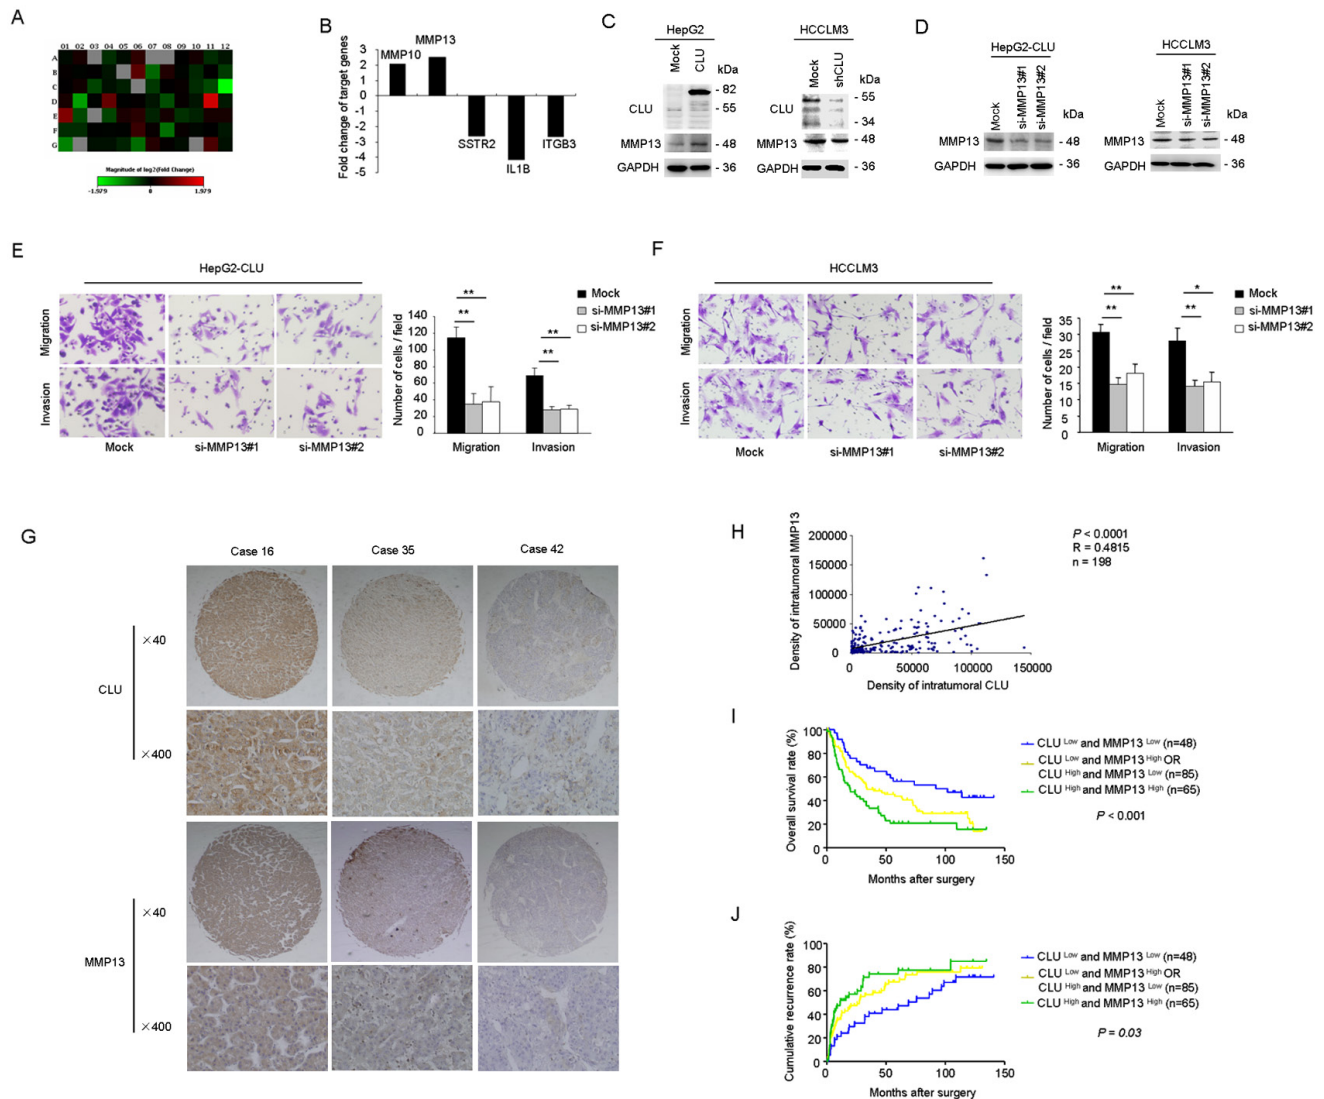 A
01 02 03 04 05 06 07 08 09 10 11 12
A
B
C
D
E
F
G
Magnitude of log2(Fold Change)
-1.979 0 1.979
B
Fold change of target genes
3
2
1
0
-1
-2
-3
-4
-5
MMP10
MMP13
SSTR2
IL1B
ITGB3
C
HepG2
Mock
CLU
kDa
CLU
- 82
- 55
MMP13
- 48
GAPDH
- 36
HCCLM3
Mock
shCLU
kDa
CLU
- 55
- 34
MMP13
- 48
GAPDH
- 36
D
HepG2-CLU
Mock
si-MMP13#1
si-MMP13#2
kDa
MMP13
- 48
GAPDH
- 36
HCCLM3
Mock
si-MMP13#1
si-MMP13#2
kDa
MMP13
- 48
GAPDH
- 36
E
HepG2-CLU
Migration
Invasion
Mock
si-MMP13#1
si-MMP13#2
Number of cells / field
140
120
100
80
60
40
20
0
**
**
**
**
Migration
Invasion
Mock
si-MMP13#1
si-MMP13#2
F
HCCLM3
Migration
Invasion
Mock
si-MMP13#1
si-MMP13#2
Number of cells / field
35
30
25
20
15
10
5
0
**
**
*
**
Migration
Invasion
Mock
si-MMP13#1
si-MMP13#2
G
Case 16
Case 35
Case 42
CLU
×40
×400
MMP13
×40
×400
H
Density of intratumoral MMP13
200000
150000
100000
50000
0
0 50000 100000 150000
Density of intratumoral CLU
P < 0.0001
R = 0.4815
n = 198
I
Overall survival rate (%)
100
80
60
40
20
0
0 50 100 150
Months after surgery
CLU Low and MMP13 Low (n=48)
CLU Low and MMP13 High OR
CLU High and MMP13 Low (n=85)
CLU High and MMP13 High (n=65)
P < 0.001
J
Cumulative recurrence rate (%)
100
80
60
40
20
0
0 50 100 150
Months after surgery
CLU Low and MMP13 Low (n=48)
CLU Low and MMP13 High OR
CLU High and MMP13 Low (n=85)
CLU High and MMP13 High (n=65)
P = 0.03